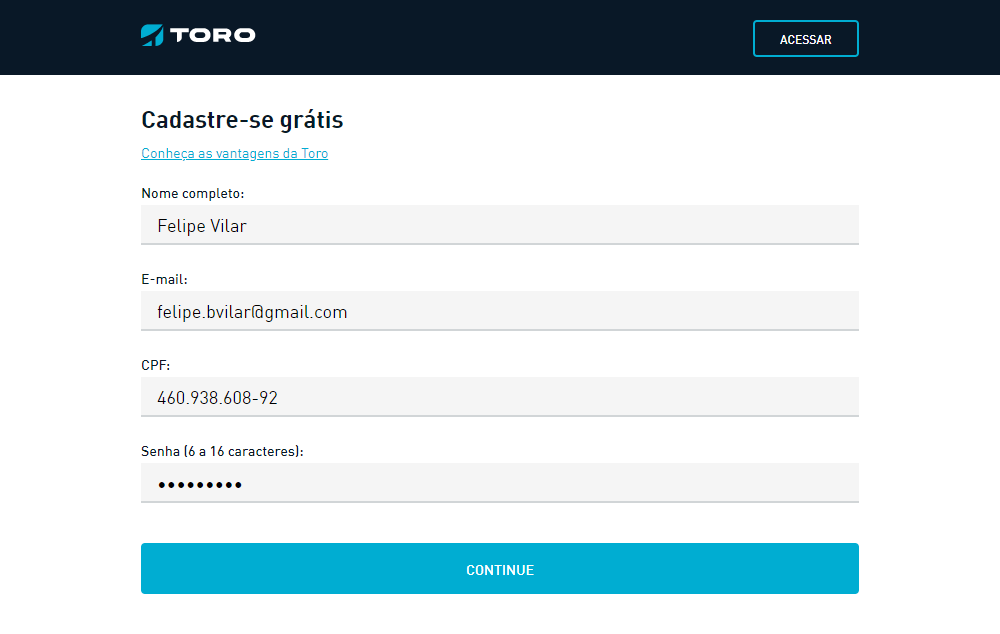 TORO
ACESSAR
Cadastre-se grátis
Conheça as vantagens da Toro
Nome completo:
Felipe Vilar
E-mail:
felipe.bvilar@gmail.com
CPF:
460.938.608-92
Senha (6 a 16 caracteres):
•••••••••
CONTINUE